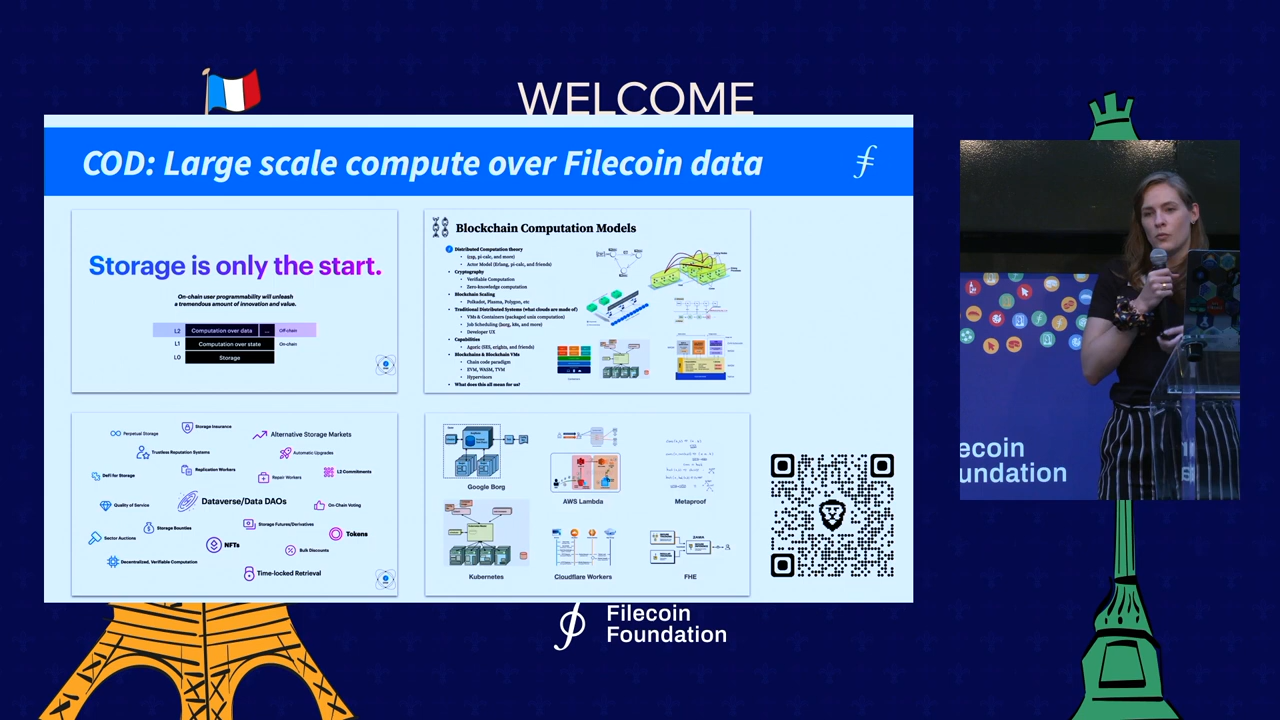 WELCOME
COD: Large scale compute over Filecoin data
Storage is only the start.
On-chain user programmability will unleash
a tremendous amount of innovation and value.
L2 Computation over data ... Off-chain
L1 Computation over state On-chain
L0 Storage
Blockchain Computation Models
Distributed Computation theory
(csp, pi calc, and more)
Actor Model (Erlang, pi-calc, and friends)
Cryptography
Verifiable Computation
Zero-knowledge computation
Blockchain Scaling
Polkadot, Plasma, Polygon, etc
Traditional Distributed Systems (what clouds are made of)
VMs & Containers (packaged unix computation)
Job Scheduling (borg, k8s, and more)
Developer UX
Capabilities
Agoric (SES, erights, and friends)
Blockchains & Blockchain VMs
Chain code paradigm
EVM, WASM, TVM
Hypervisors
What does this all mean for us?
Perpetual Storage
Storage Insurance
Alternative Storage Markets
Trustless Reputation Systems
Automatic Upgrades
DeFi for Storage
Replication Workers
Repair Workers
L2 Commitments
Quality of Service
Dataverse/Data DAOs
On-Chain Voting
Storage Bounties
Storage Futures/Derivatives
Sector Auctions
NFTs
Tokens
Bulk Discounts
Decentralized, Verifiable Computation
Time-locked Retrieval
Google Borg
AWS Lambda
Metaproof
Kubernetes
Cloudflare Workers
FHE
ecoin
oundation
Filecoin
Foundation